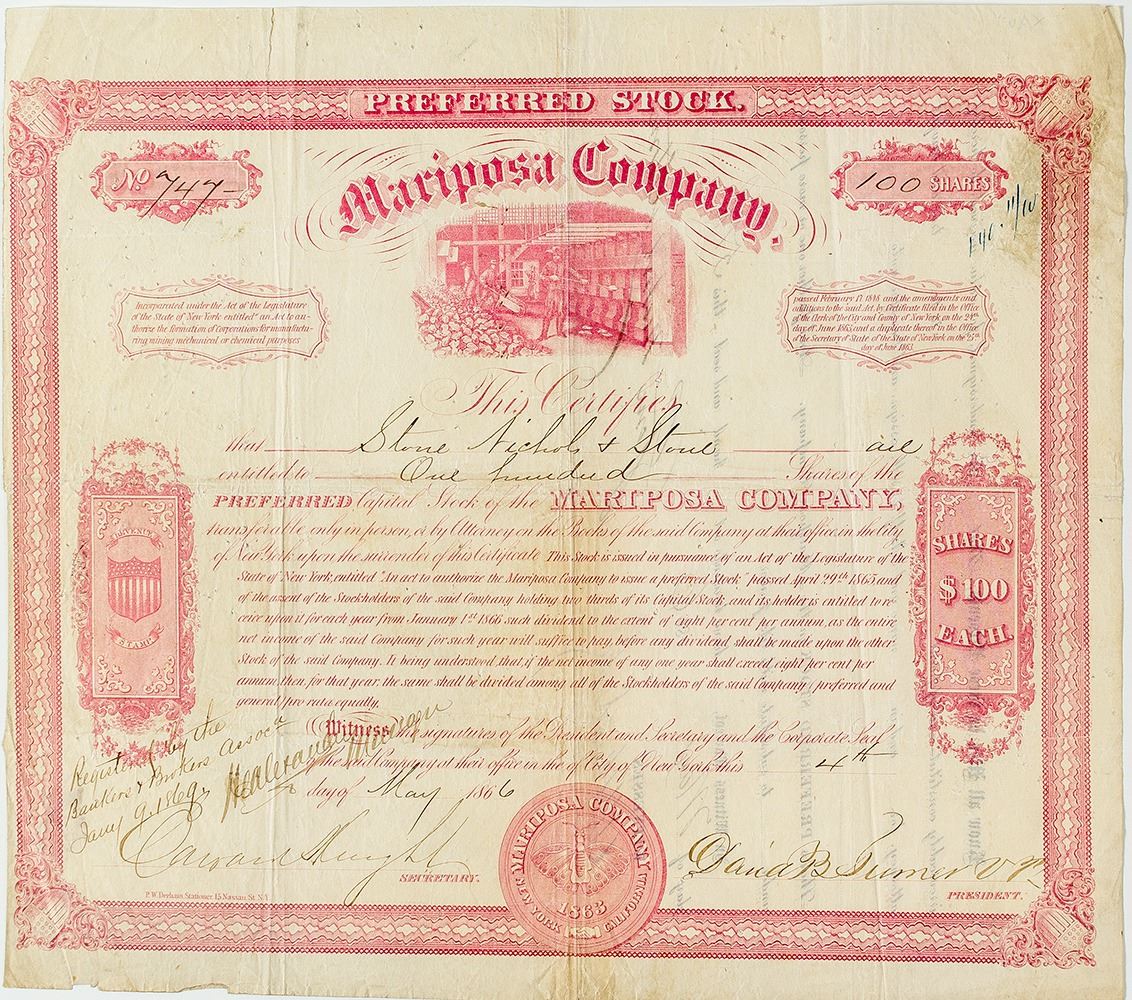 PREFERRED STOCK.
Mariposa Company.
No 747
100 SHARES
11/10
Incorporated under the Act of the Legislature
of the State of New York entitled "an Act to au-
thorize the formation of Corporations for manufactu-
ring mining mechanical or chemical purposes
passed February 17. 1848 and the amendments and
additions to the said Act, by Certificate filed in the Office
of the Clerk of the City and County of New York on the 24th
day of June 1863, and a duplicate thereof in the Office
of the Secretary of State of the State of New York on the 25th
day of June 1863.
This Certifies
that Stone Nichols & Stone are
entitled to One hundred Shares of the
PREFERRED Capital Stock of the MARIPOSA COMPANY,
transferable only in person, or by Attorney on the Books of the said Company at their office, in the City
of New York upon the surrender of this Certificate This Stock is issued in pursuance of an Act of the Legislature of the
State of New York, entitled "An act to authorize the Mariposa Company to issue a preferred Stock" passed April 29th 1865 and
of the assent of the Stockholders of the said Company holding two thirds of its Capital Stock, and its holder is entitled to re-
ceive upon it for each year from January 1st 1866 such dividend to the extent of eight per cent per annum, as the entire
net income of the said Company for such year will suffice to pay, before any dividend shall be made upon the other
Stock of the said Company. It being understood, that, if the net income of any one year shall exceed eight per cent per
annum, then, for that year, the same shall be divided among all of the Stockholders of the said Company, preferred and
general, pro rata, equally.
SEVENTY
STAMP
SHARES
$100
EACH.
Witness, the signatures of the President and Secretary and the Corporate Seal
of the said Company at their office in the of City of New York this 4th
day of May 1866
Registered by the
Bankers & Brokers Assocn
Jany 9. 1869
SECRETARY.
MARIPOSA COMPANY
NEW YORK CALIFORNIA
1863
David B Turner V. P.
PRESIDENT.
P. W. Derham, Stationer, 15 Nassau St. N.Y.